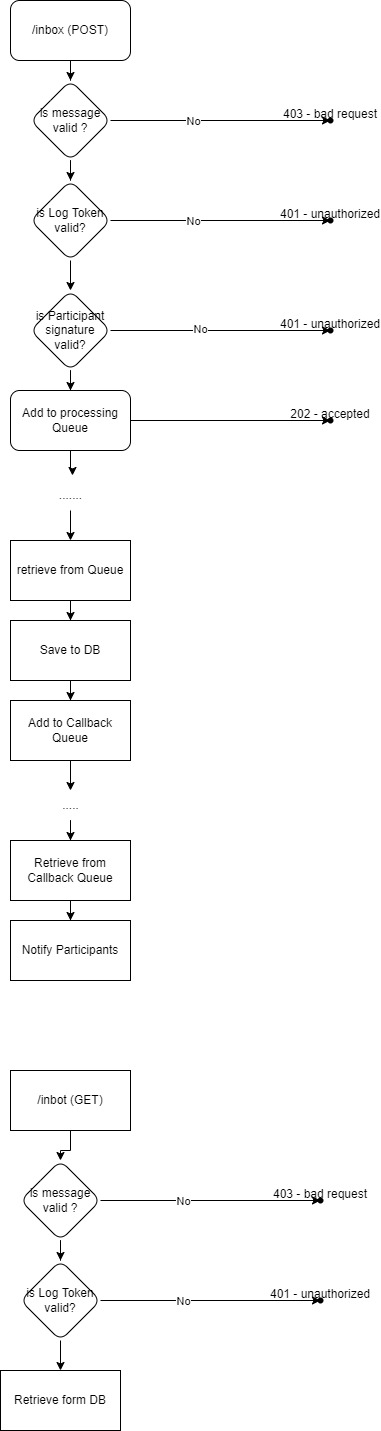 /inbox (POST)
is message
valid ?
No
403 - bad request
is Log Token
valid?
No
401 - unauthorized
is Participant
signature
valid?
No
401 - unauthorized
Add to processing
Queue
202 - accepted
.......
retrieve from Queue
Save to DB
Add to Callback
Queue
.....
Retrieve from
Callback Queue
Notify Participants
/inbot (GET)
is message
valid ?
No
403 - bad request
is Log Token
valid?
No
401 - unauthorized
Retrieve form DB